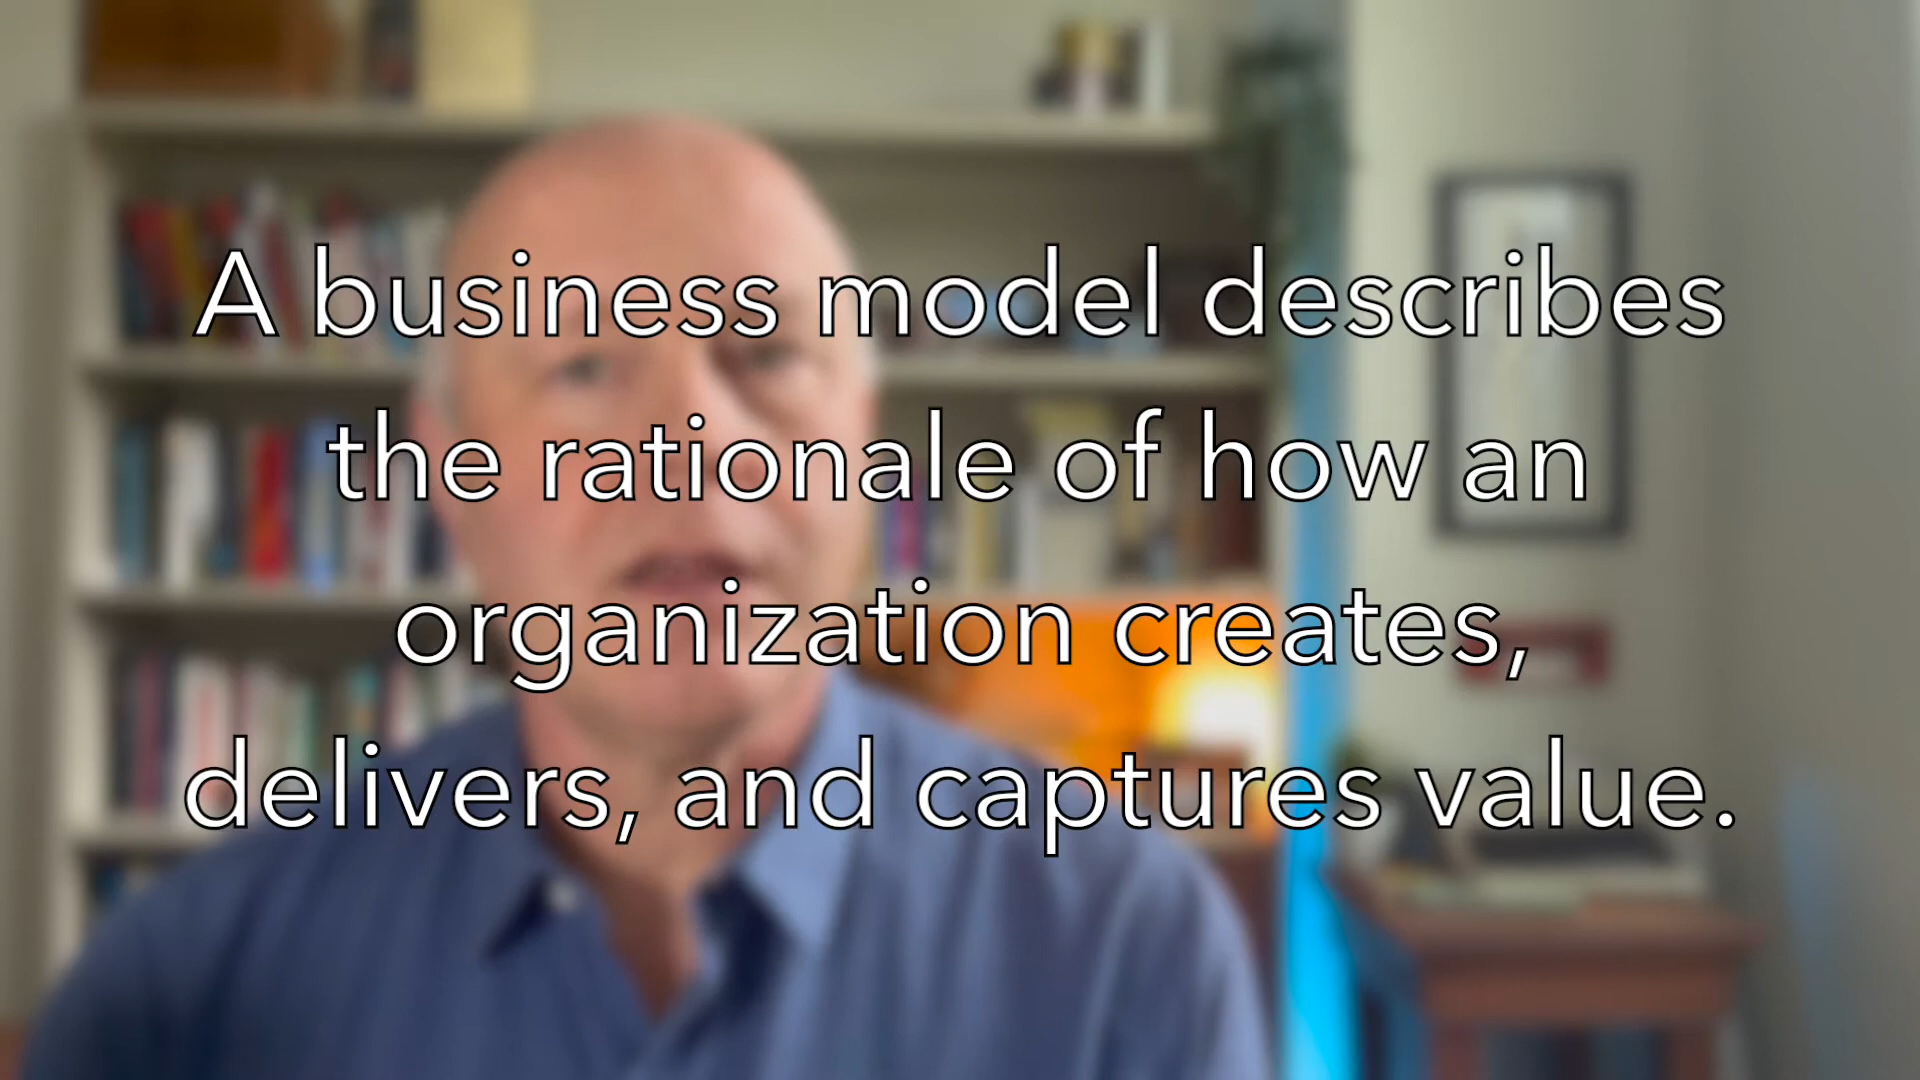 A business model describes
the rationale of how an
organization creates,
delivers, and captures value.